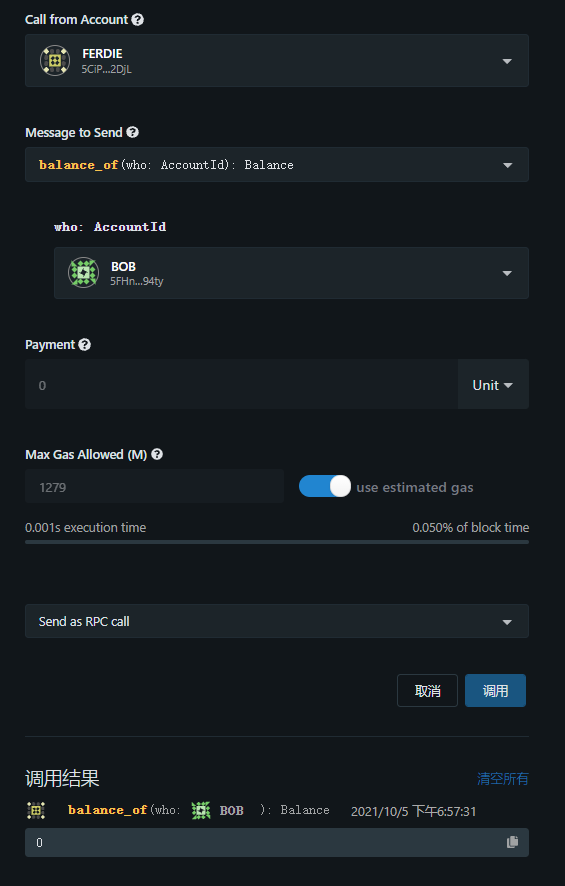 Call from Account ?
FERDIE
5CiP...2DjL
Message to Send ?
balance_of(who: AccountId): Balance
who: AccountId
BOB
5FHn...94ty
Payment ?
0 Unit
Max Gas Allowed (M) ?
1279 use estimated gas
0.001s execution time 0.050% of block time
Send as RPC call
取消 调用
调用结果 清空所有
balance_of(who: BOB ): Balance 2021/10/5 下午6:57:31
0